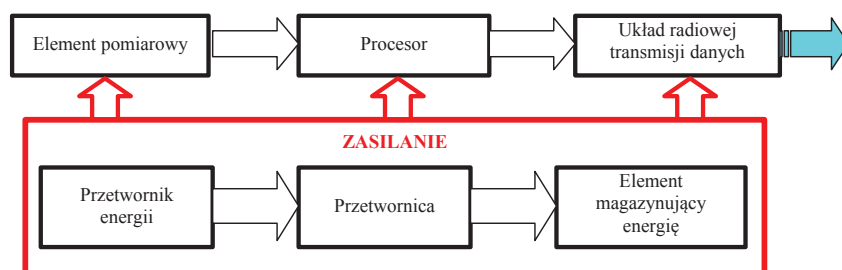 Element pomiarowy
Procesor
Układ radiowej
transmisji danych
ZASILANIE
Przetwornik
energii
Przetwornica
Element
magazynujący
energię